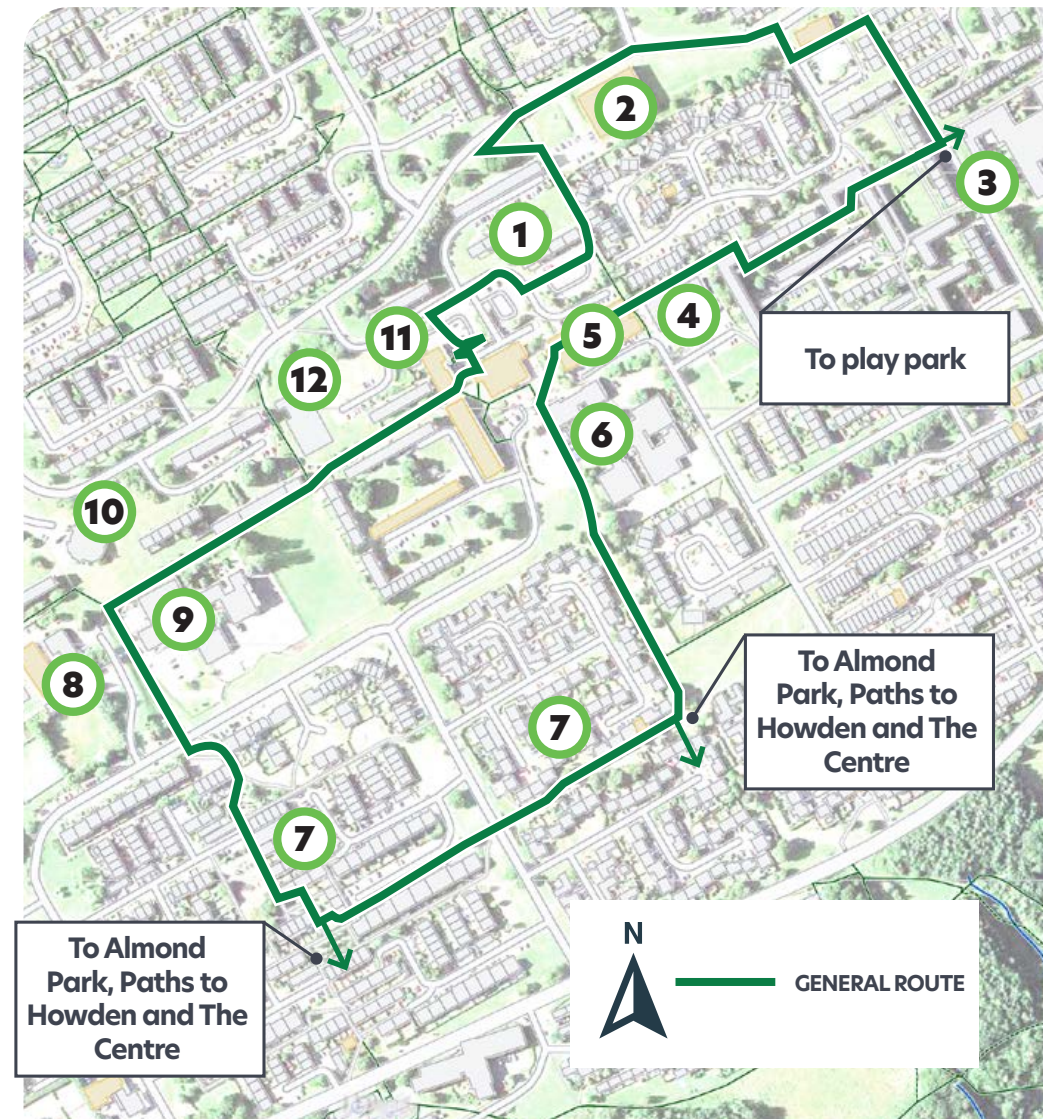 2
3
1
4
5
11
To play park
12
6
10
9
To Almond
Park, Paths to
Howden and The
Centre
8
7
7
To Almond
Park, Paths to
Howden and The
Centre
N
GENERAL ROUTE